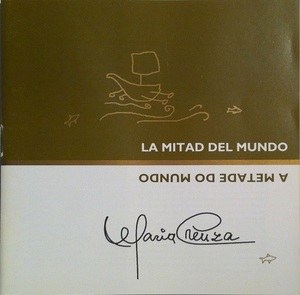 LA MITAD DEL MUNDO
A METADE DO MUNDO
Maria Creuza